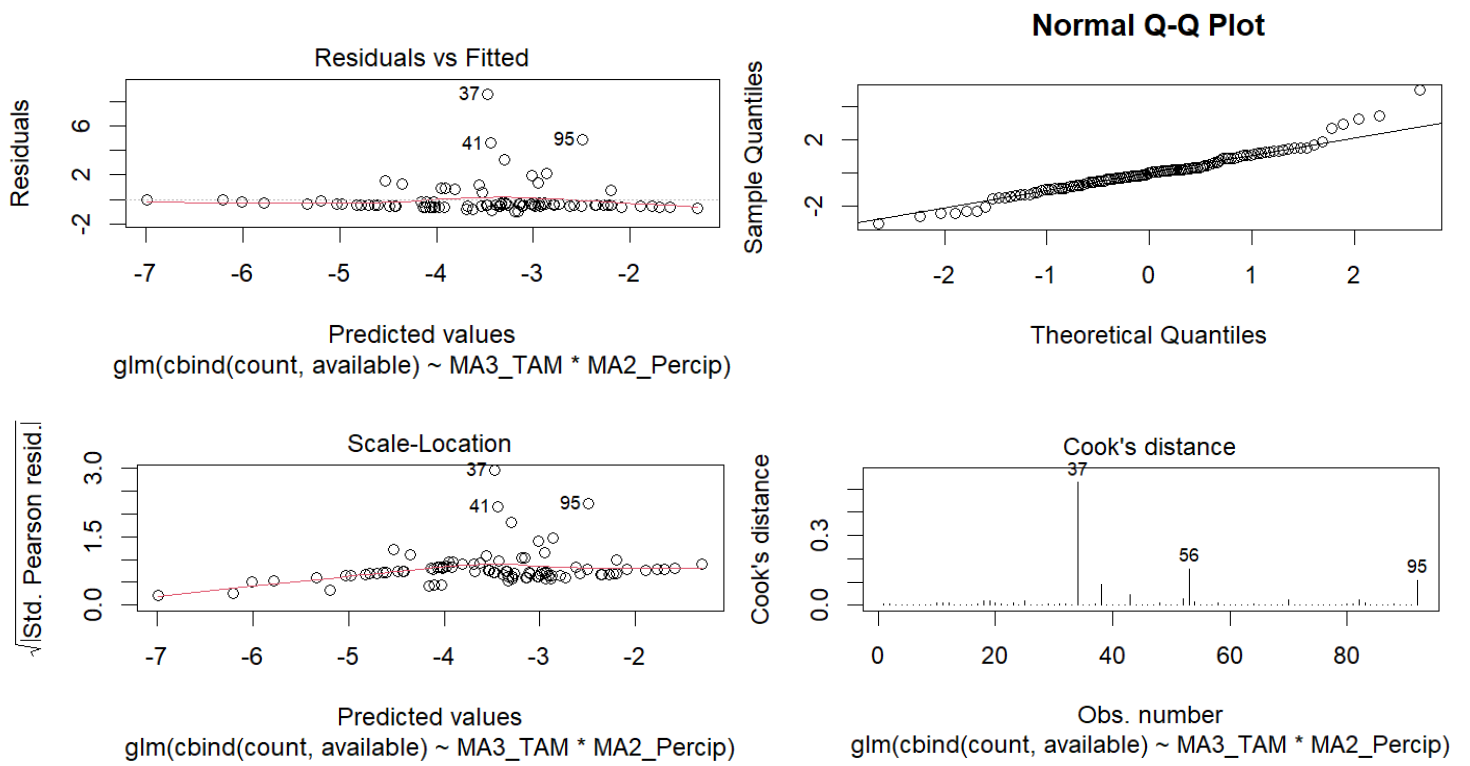 Residuals vs Fitted
Residuals
6
2
-2
37
41
95
-7 -6 -5 -4 -3 -2
Predicted values
glm(cbind(count, available) ~ MA3_TAM * MA2_Percip)
Normal Q-Q Plot
Sample Quantiles
2
-2
-2 -1 0 1 2
Theoretical Quantiles
Scale-Location
√|Std. Pearson resid.|
3.0
1.5
0.0
37
41
95
-7 -6 -5 -4 -3 -2
Predicted values
glm(cbind(count, available) ~ MA3_TAM * MA2_Percip)
Cook's distance
Cook's distance
0.3
0.0
37
56
95
0 20 40 60 80
Obs. number
glm(cbind(count, available) ~ MA3_TAM * MA2_Percip)